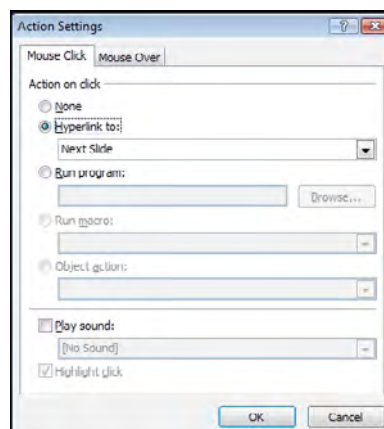 Action Settings
Mouse Click Mouse Over
Action on click
None
Hyperlink to:
Next Slide
Run program:
Browse...
Run macro:
Object action:
Play sound:
[No Sound]
Highlight click
OK Cancel